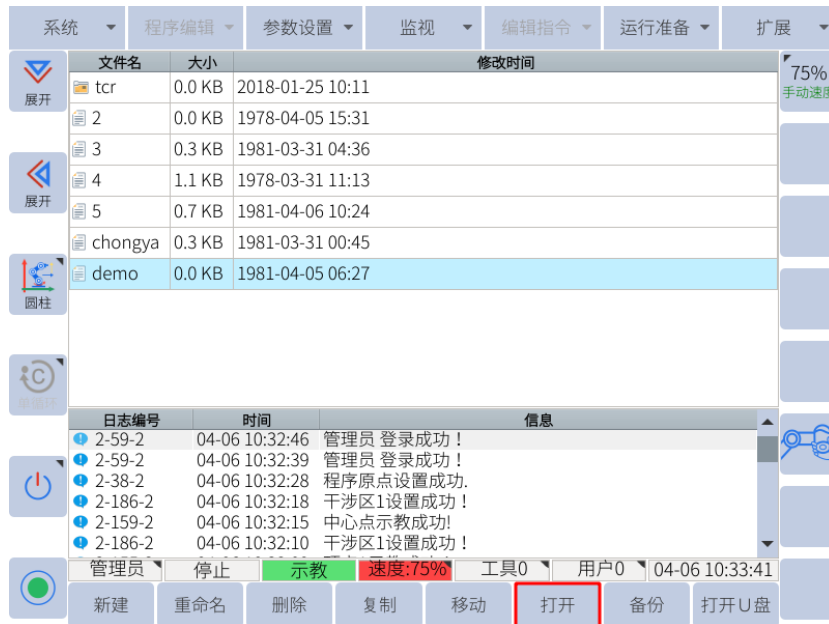 系统 程序编辑 参数设置 监视 编辑指令 运行准备 扩展
文件名 大小 修改时间
展开
75%
手动速度
tcr 0.0 KB 2018-01-25 10:11
2 0.0 KB 1978-04-05 15:31
3 0.3 KB 1981-03-31 04:36
4 1.1 KB 1978-03-31 11:13
展开
5 0.7 KB 1981-04-06 10:24
chongya 0.3 KB 1981-03-31 00:45
demo 0.0 KB 1981-04-05 06:27
圆柱
C
单循环
日志编号 时间 信息
2-59-2 04-06 10:32:46 管理员 登录成功！
2-59-2 04-06 10:32:39 管理员 登录成功！
2-38-2 04-06 10:32:28 程序原点设置成功.
2-186-2 04-06 10:32:18 干涉区1设置成功！
2-159-2 04-06 10:32:15 中心点示教成功!
2-186-2 04-06 10:32:10 干涉区1设置成功！
管理员 停止 示教 速度:75% 工具0 用户0 04-06 10:33:41
新建 重命名 删除 复制 移动 打开 备份 打开U盘